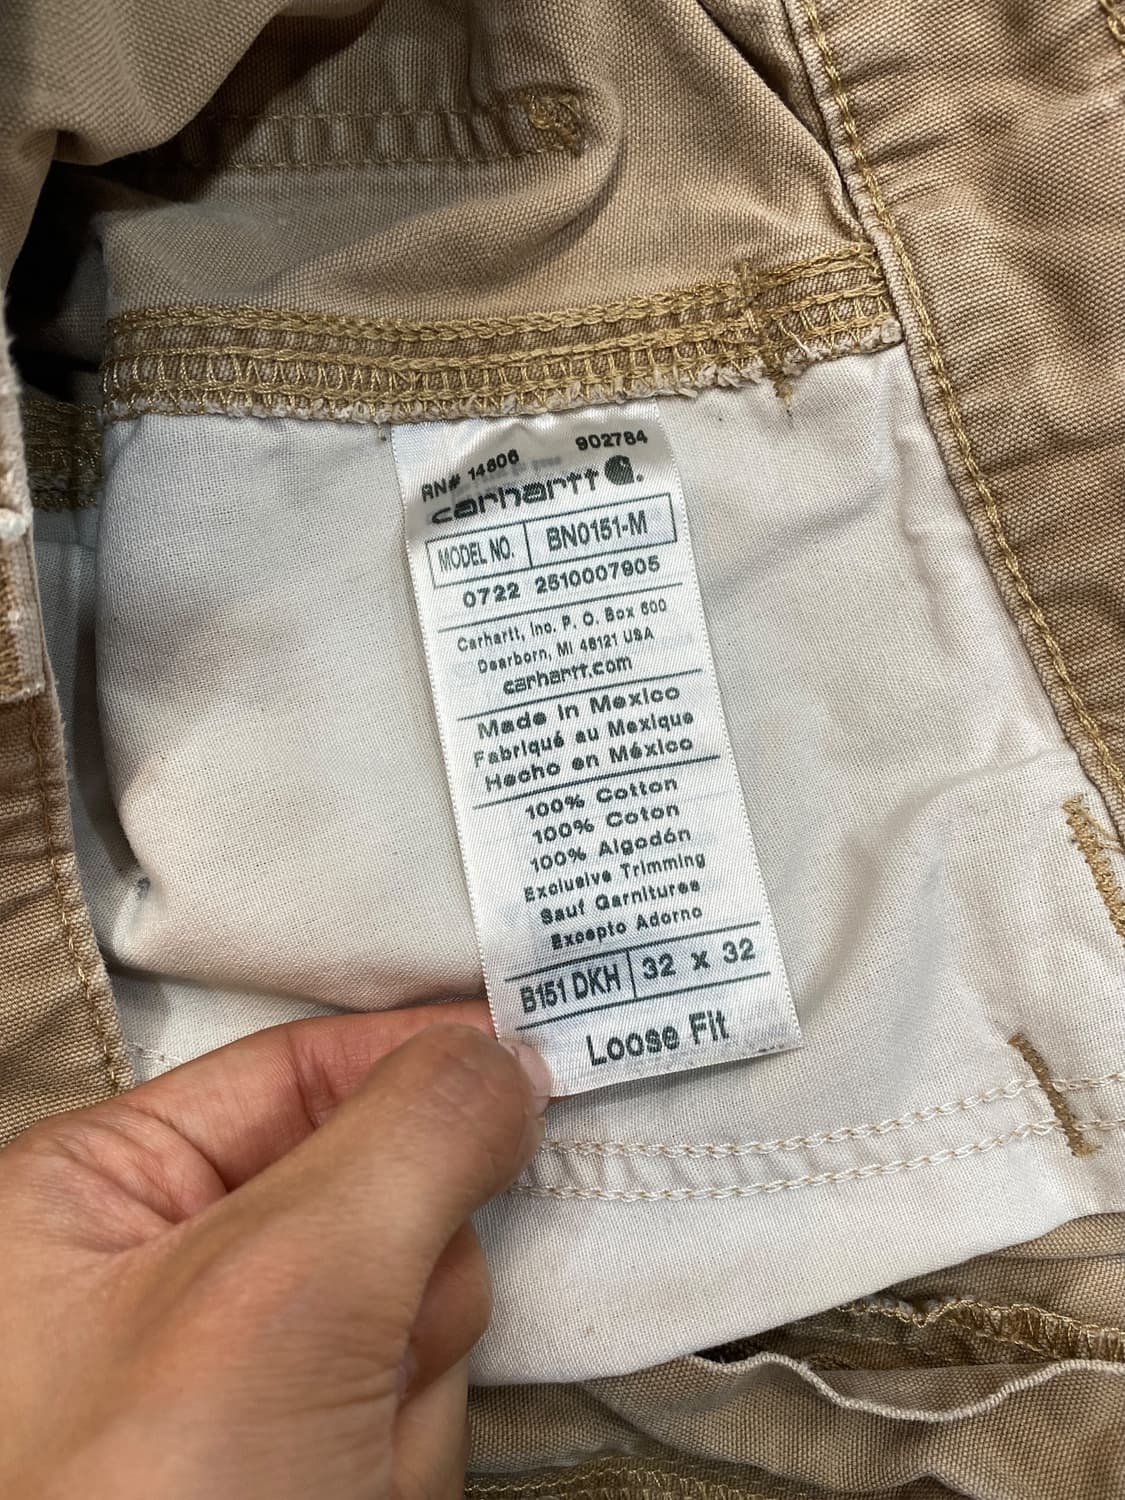 RN# 14806 902784
carhartt
MODEL NO. BN0151-M
0722 2510007905
Carhartt, Inc. P. O. Box 600
Dearborn, MI 48121 USA
carhartt.com
Made in Mexico
Fabriqué au Mexique
Hecho en México
100% Cotton
100% Coton
100% Algodón
Exclusive Trimming
Sauf Garnitures
Excepto Adorno
B151 DKH 32 x 32
Loose Fit